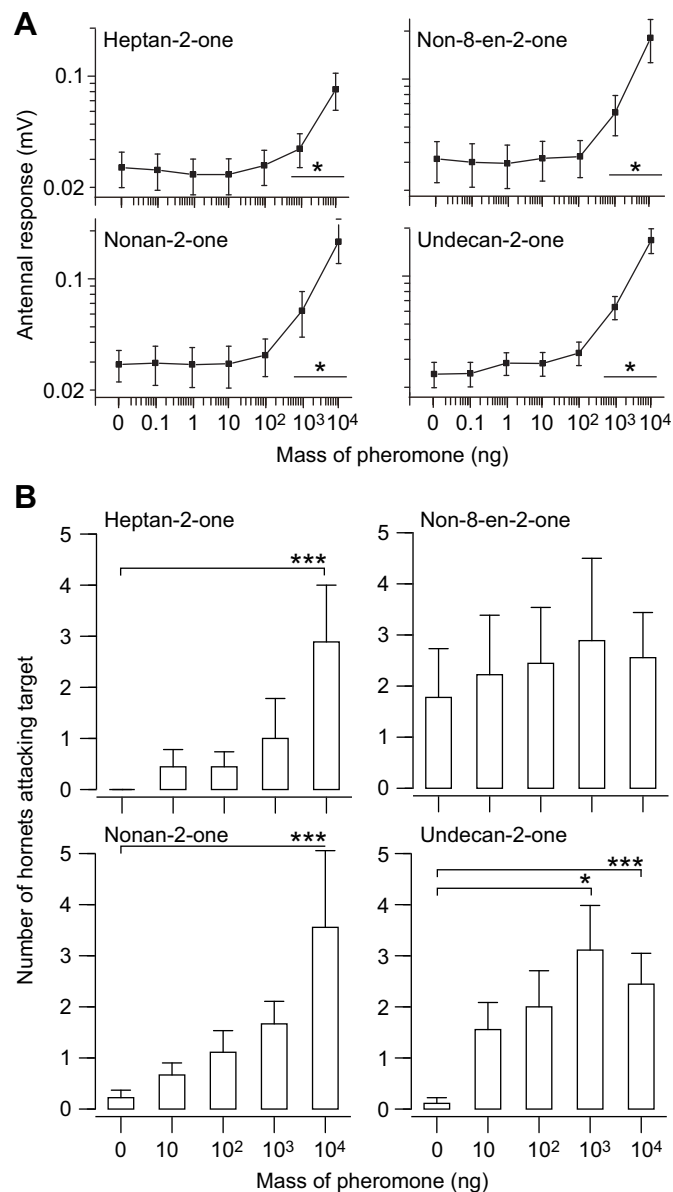 A
Heptan-2-one
Non-8-en-2-one
Antennal response (mV)
0.1
0.02
*
*
Nonan-2-one
Undecan-2-one
0.1
0.02
*
*
0 0.1 1 10 10² 10³ 10⁴
0 0.1 1 10 10² 10³ 10⁴
Mass of pheromone (ng)
B
Heptan-2-one
Non-8-en-2-one
Number of hornets attacking target
5
4
3
2
1
0
***
5
4
3
2
1
0
Nonan-2-one
Undecan-2-one
5
4
3
2
1
0
***
5
4
3
2
1
0
***
*
0 10 10² 10³ 10⁴
0 10 10² 10³ 10⁴
Mass of pheromone (ng)